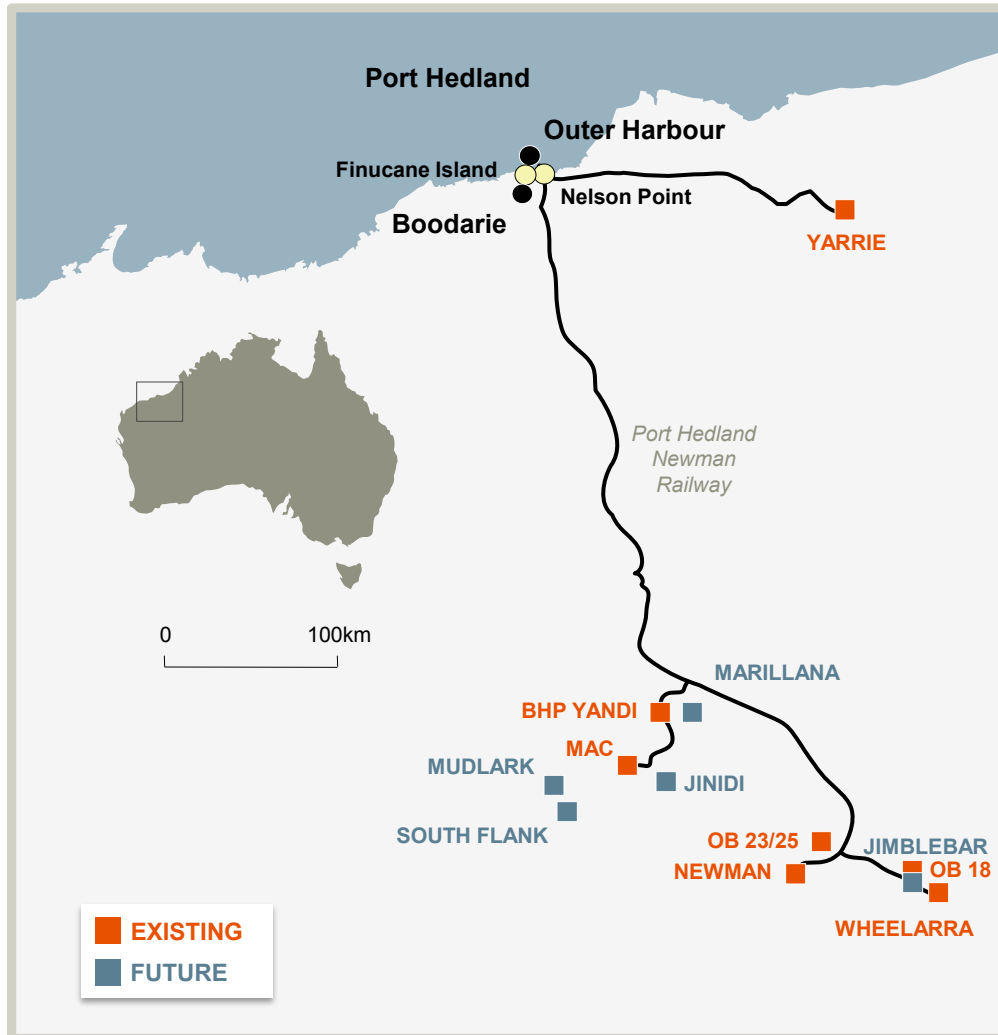 Port Hedland
Outer Harbour
Finucane Island
Nelson Point
Boodarie
YARRIE
Port Hedland
Newman
Railway
0 100km
MARILLANA
BHP YANDI
MAC
MUDLARK
JINIDI
SOUTH FLANK
OB 23/25
JIMBLEBAR
NEWMAN
OB 18
WHEELARRA
EXISTING
FUTURE